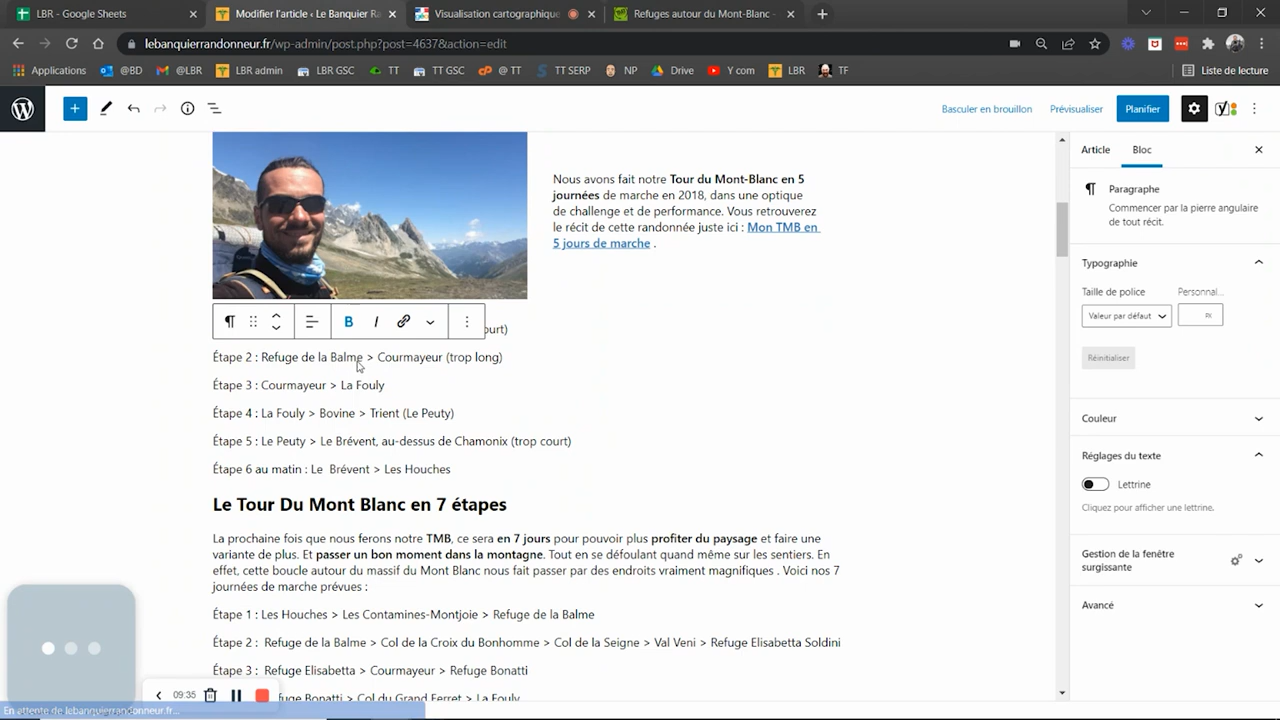 LBR - Google Sheets
Modifier l'article ‹ Le Banquier Ra
Visualisation cartographique
Refuges autour du Mont-Blanc -
lebanquierrandonneur.fr/wp-admin/post.php?post=4637&action=edit
Applications @BD @LBR LBR admin LBR GSC TT TT GSC @ TT TT SERP NP Drive Y com LBR TF Liste de lecture
Basculer en brouillon Prévisualiser Planifier
Article Bloc
Nous avons fait notre Tour du Mont-Blanc en 5
journées de marche en 2018, dans une optique
de challenge et de performance. Vous retrouverez
le récit de cette randonnée juste ici : Mon TMB en
5 jours de marche .
B I
court)
Étape 2 : Refuge de la Balme > Courmayeur (trop long)
Étape 3 : Courmayeur > La Fouly
Étape 4 : La Fouly > Bovine > Trient (Le Peuty)
Étape 5 : Le Peuty > Le Brévent, au-dessus de Chamonix (trop court)
Étape 6 au matin : Le Brévent > Les Houches
Le Tour Du Mont Blanc en 7 étapes
La prochaine fois que nous ferons notre TMB, ce sera en 7 jours pour pouvoir plus profiter du paysage et faire une
variante de plus. Et passer un bon moment dans la montagne. Tout en se défoulant quand même sur les sentiers. En
effet, cette boucle autour du massif du Mont Blanc nous fait passer par des endroits vraiment magnifiques . Voici nos 7
journées de marche prévues :
Étape 1 : Les Houches > Les Contamines-Montjoie > Refuge de la Balme
Étape 2 : Refuge de la Balme > Col de la Croix du Bonhomme > Col de la Seigne > Val Veni > Refuge Elisabetta Soldini
Étape 3 : Refuge Elisabetta > Courmayeur > Refuge Bonatti
fuge Bonatti > Col du Grand Ferret > La Fouly
Paragraphe
Commencer par la pierre angulaire
de tout récit.
Typographie
Taille de police Personnal...
Valeur par défaut PX
Réinitialiser
Couleur
Réglages du texte
Lettrine
Cliquez pour afficher une lettrine.
Gestion de la fenêtre
surgissante
Avancé
09:35
En attente de lebanquierrandonneur.fr...